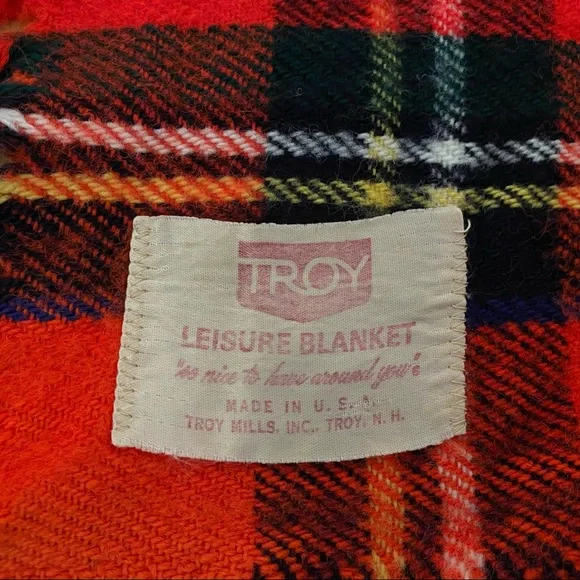 TROY
LEISURE BLANKET
"so nice to have around you"®
MADE IN U. S. A.
TROY MILLS, INC., TROY, N. H.